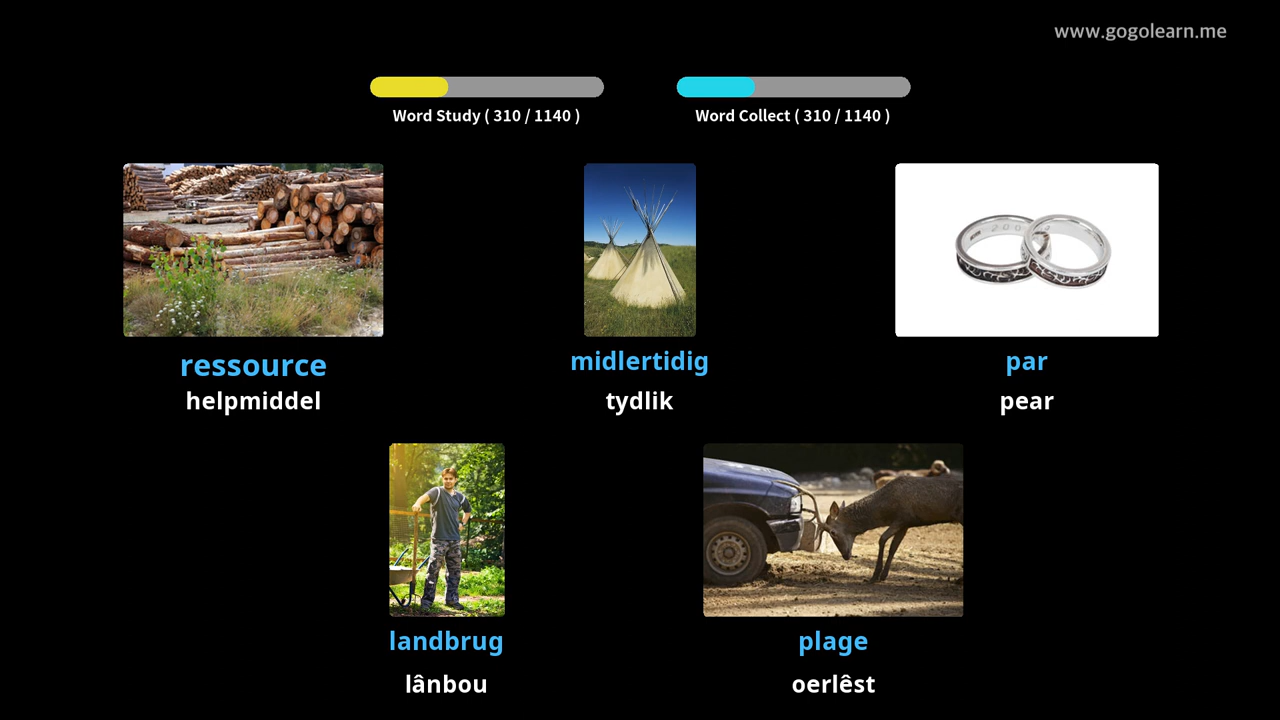 www.gogolearn.me
Word Study ( 310 / 1140 )
Word Collect ( 310 / 1140 )
ressource
helpmiddel
midlertidig
tydlik
par
pear
landbrug
lânbou
plage
oerlêst